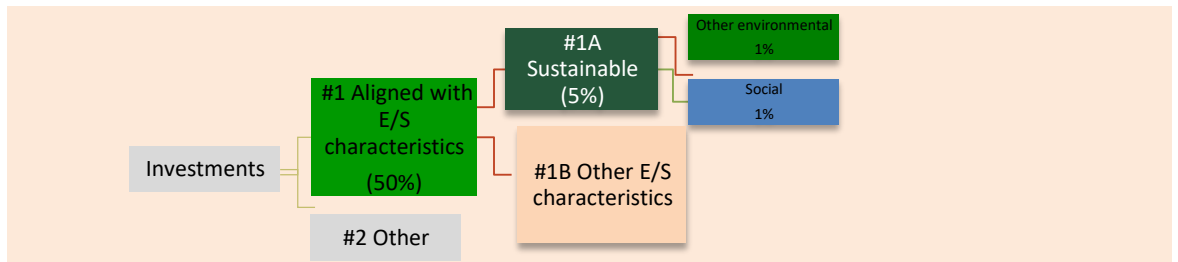 Investments
#1 Aligned with
E/S
characteristics
(50%)
#2 Other
#1A
Sustainable
(5%)
#1B Other E/S
characteristics
Other environmental
1%
Social
1%